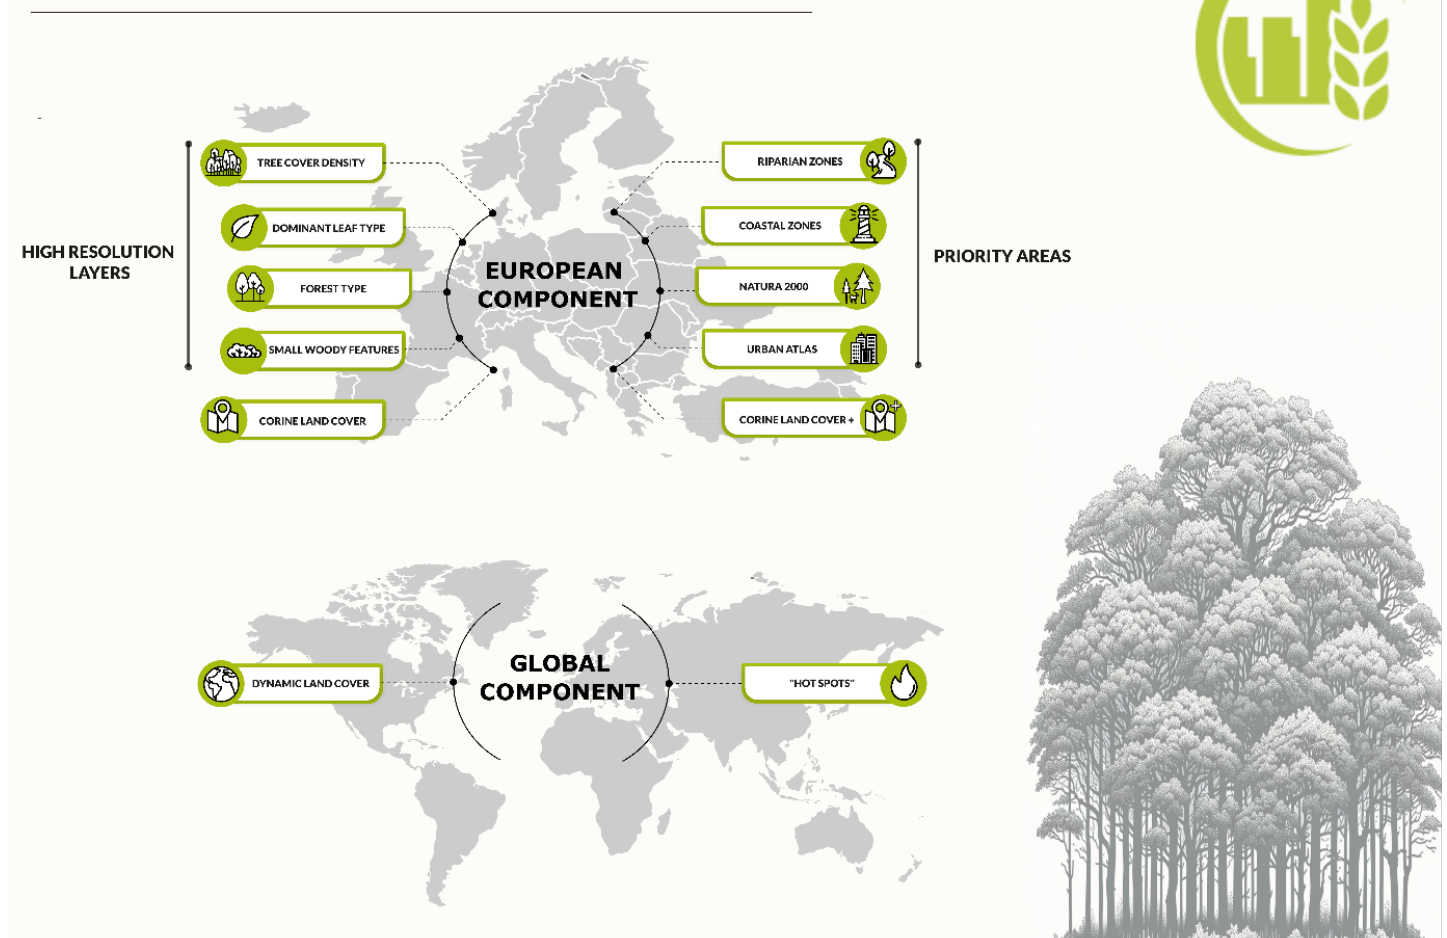 HIGH RESOLUTION
LAYERS
TREE COVER DENSITY
DOMINANT LEAF TYPE
FOREST TYPE
SMALL WOODY FEATURES
CORINE LAND COVER
EUROPEAN
COMPONENT
RIPARIAN ZONES
COASTAL ZONES
NATURA 2000
URBAN ATLAS
CORINE LAND COVER +
PRIORITY AREAS
DYNAMIC LAND COVER
GLOBAL
COMPONENT
"HOT SPOTS"